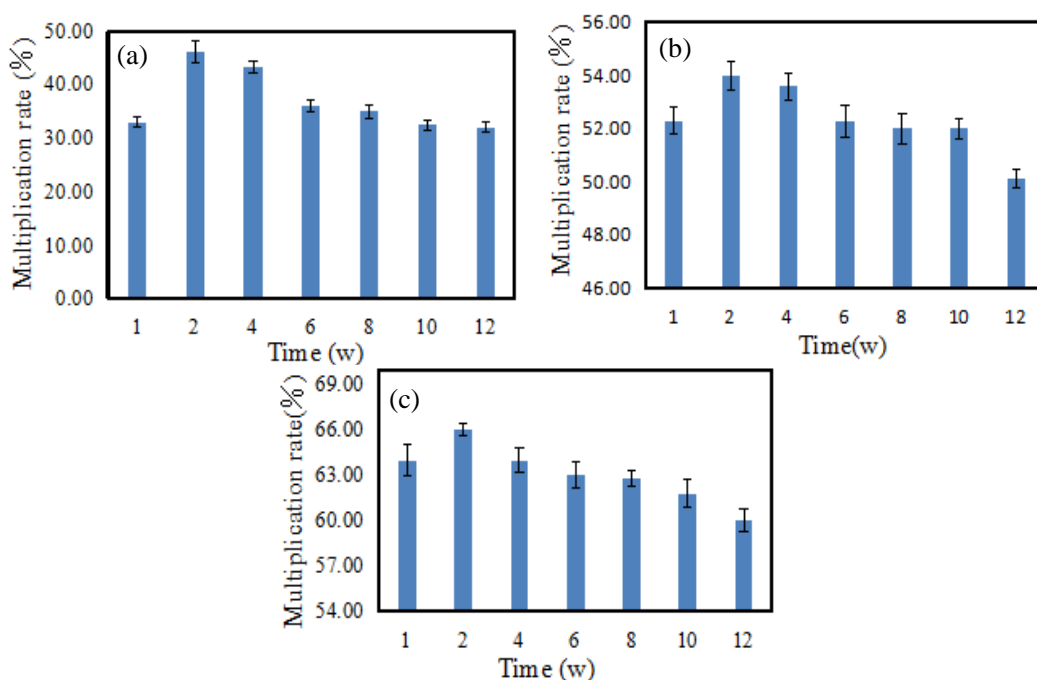 (a)
Multiplication rate (%)
50.00
40.00
30.00
20.00
10.00
0.00
1 2 4 6 8 10 12
Time (w)
(b)
Multiplication rate (%)
56.00
54.00
52.00
50.00
48.00
46.00
1 2 4 6 8 10 12
Time(w)
(c)
Multiplication rate(%)
69.00
66.00
63.00
60.00
57.00
54.00
1 2 4 6 8 10 12
Time (w)